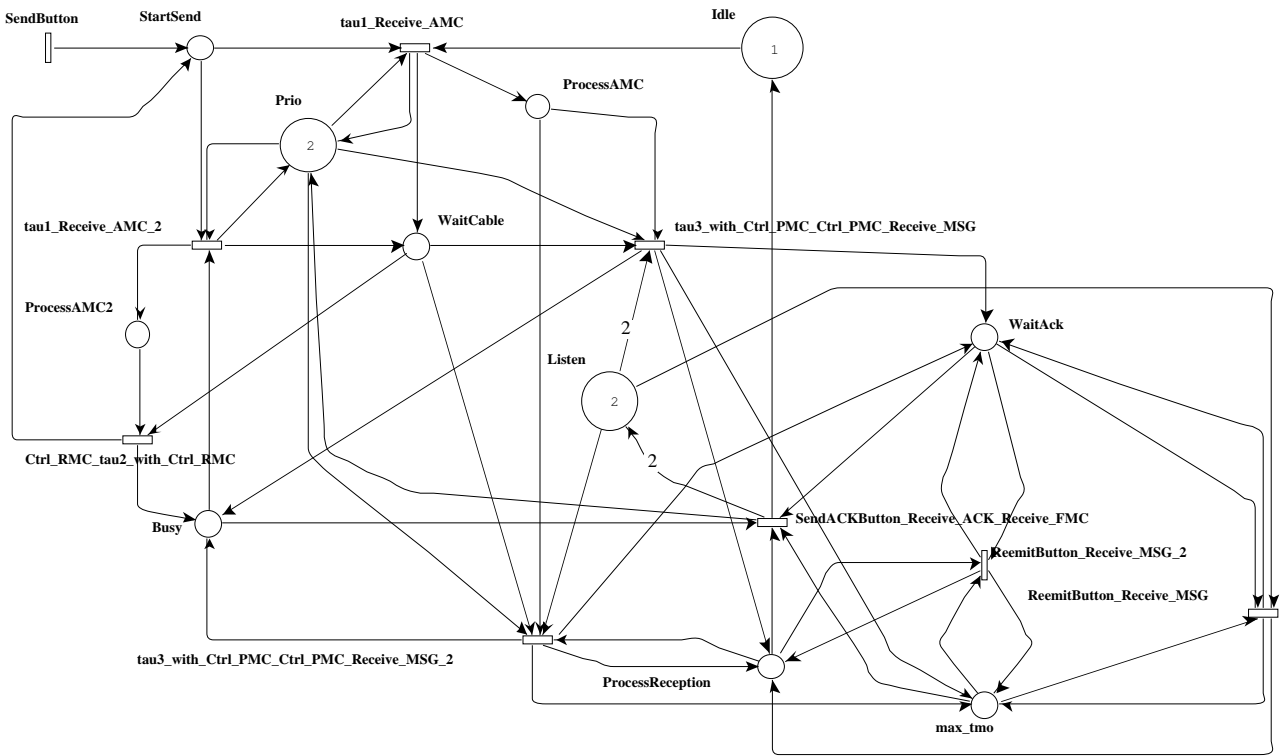 SendButton
StartSend
tau1_Receive_AMC
Idle
1
ProcessAMC
Prio
2
tau1_Receive_AMC_2
WaitCable
tau3_with_Ctrl_PMC_Ctrl_PMC_Receive_MSG
ProcessAMC2
WaitAck
2
Listen
2
Ctrl_RMC_tau2_with_Ctrl_RMC
2
Busy
SendACKButton_Receive_ACK_Receive_FMC
ReemitButton_Receive_MSG_2
ReemitButton_Receive_MSG
tau3_with_Ctrl_PMC_Ctrl_PMC_Receive_MSG_2
ProcessReception
max_tmo